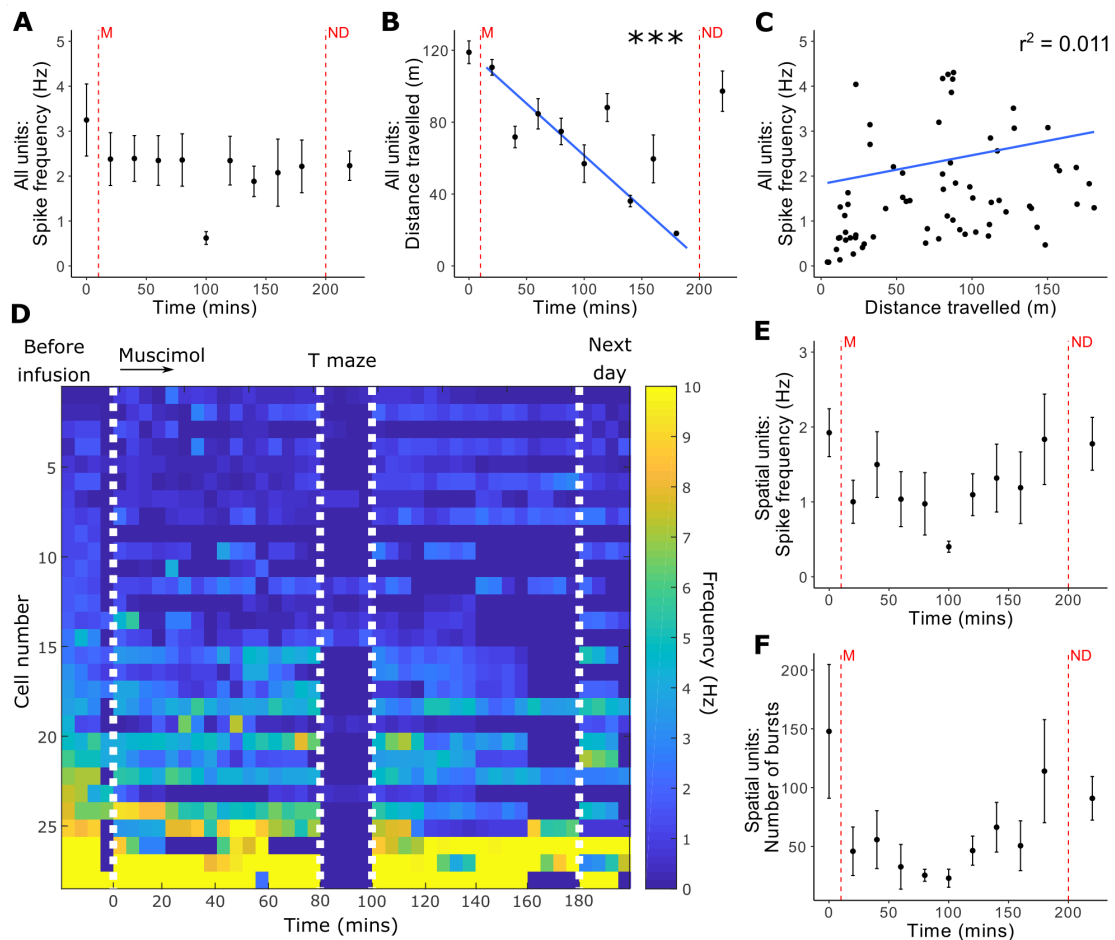 A
M
ND
5
4
3
2
1
0
All units:
Spike frequency (Hz)
0
50
100
150
200
Time (mins)
B
M
ND
***
120
80
40
0
All units:
Distance travelled (m)
0
50
100
150
200
Time (mins)
C
r² = 0.011
5
4
3
2
1
0
All units:
Spike frequency (Hz)
0
50
100
150
Distance travelled (m)
D
Before
infusion
Muscimol
T maze
Next
day
5
10
15
20
25
Cell number
0
20
40
60
80
100
120
140
160
180
Time (mins)
10
9
8
7
6
5
4
3
2
1
0
Frequency (Hz)
E
M
ND
3
2
1
0
Spatial units:
Spike frequency (Hz)
0
50
100
150
200
Time (mins)
F
M
ND
200
150
100
50
Spatial units:
Number of bursts
0
50
100
150
200
Time (mins)